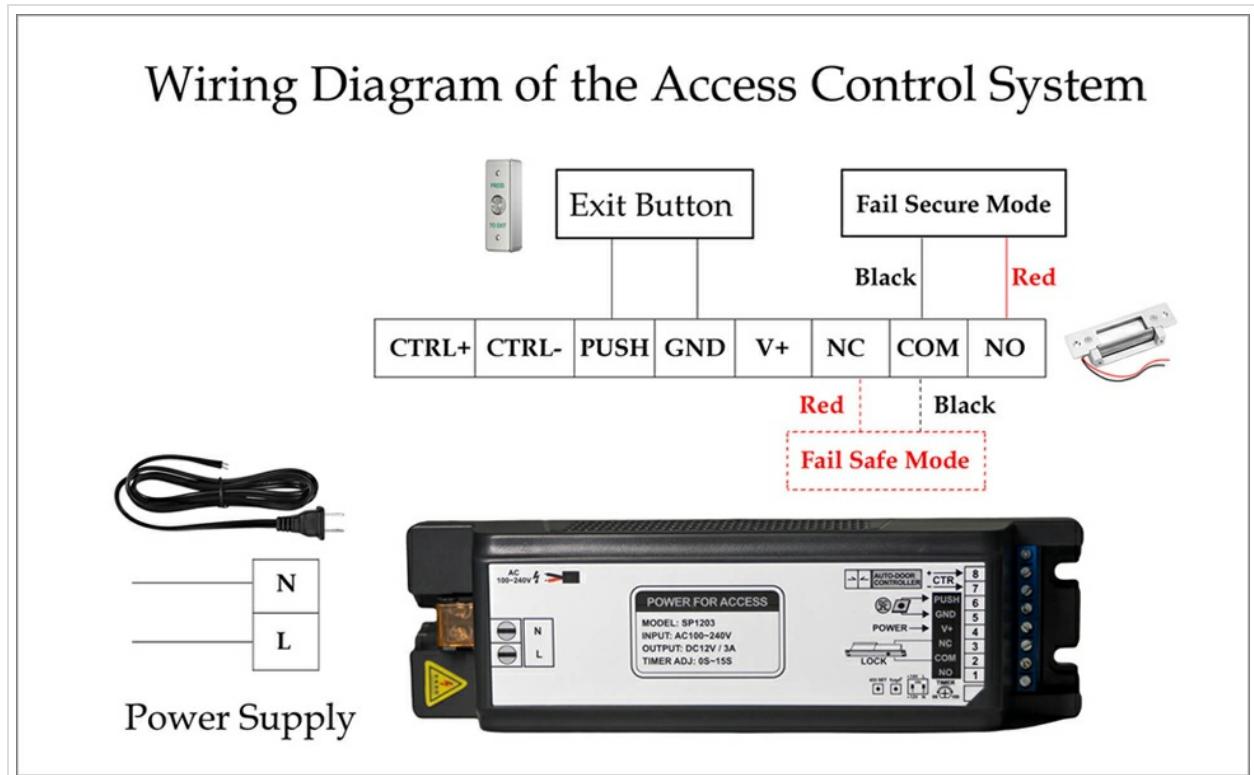 Wiring Diagram of the Access Control System
PRESS
TO EXIT
Exit Button
Fail Secure Mode
Black
Red
CTRL+ CTRL- PUSH GND V+ NC COM NO
Red
Black
Fail Safe Mode
N
L
Power Supply
AC
100~240V
N
L
POWER FOR ACCESS
MODEL: SP1203
INPUT: AC100~240V
OUTPUT: DC12V / 3A
TIMER ADJ: 0S~15S
AUTO-DOOR
CONTROLLER
CTR
8
7
PUSH 6
GND 5
POWER V+ 4
NC 3
LOCK COM 2
NO 1
TIMER